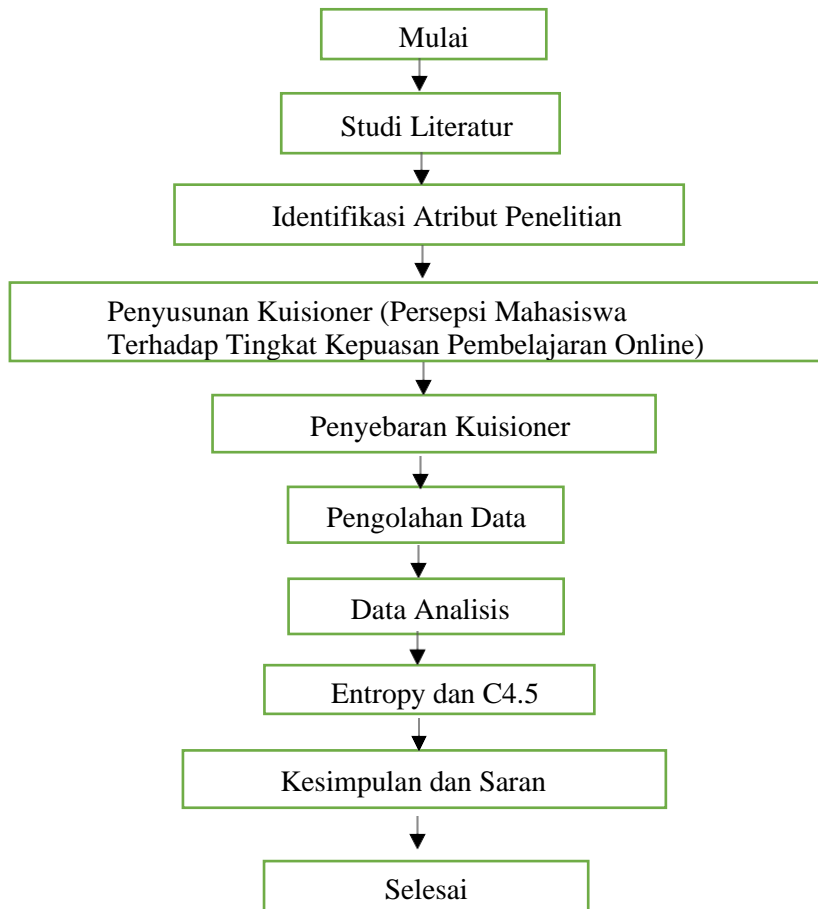 Mulai
Studi Literatur
Identifikasi Atribut Penelitian
Penyusunan Kuisioner (Persepsi Mahasiswa
Terhadap Tingkat Kepuasan Pembelajaran Online)
Penyebaran Kuisioner
Pengolahan Data
Data Analisis
Entropy dan C4.5
Kesimpulan dan Saran
Selesai